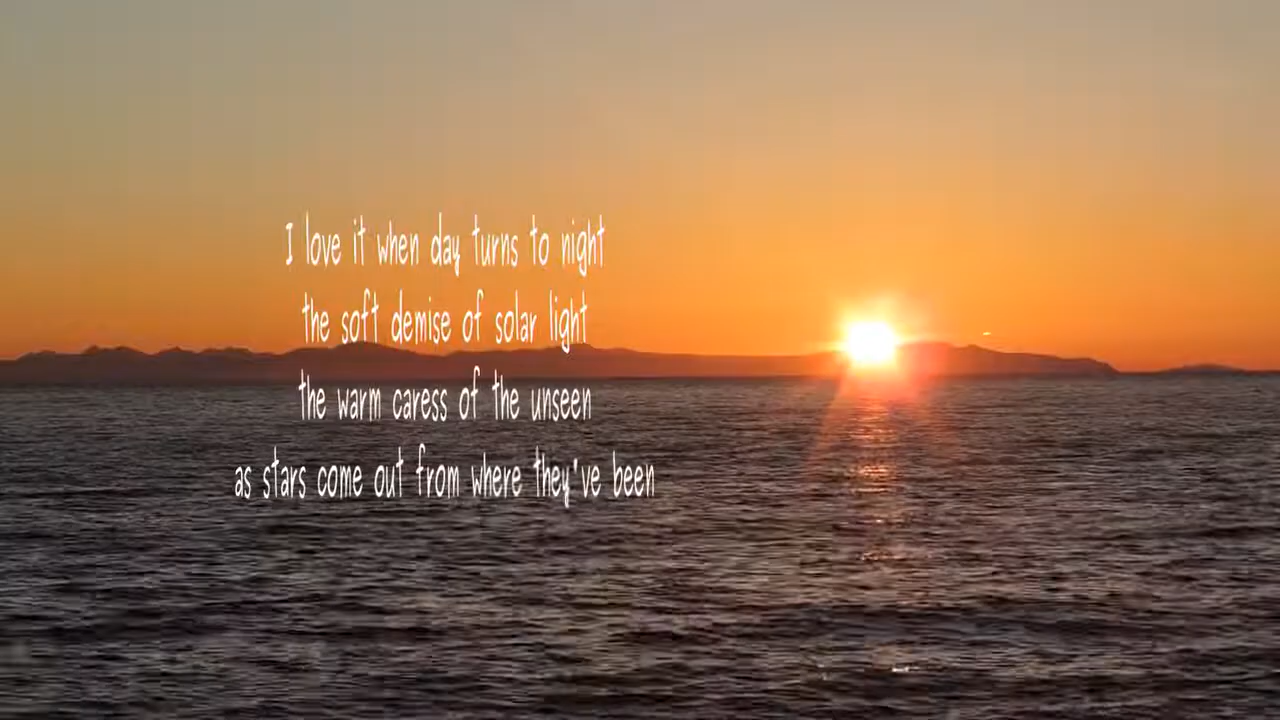 I love it when day turns to night
the soft demise of solar light
the warm caress of the unseen
as stars come out from where they've been